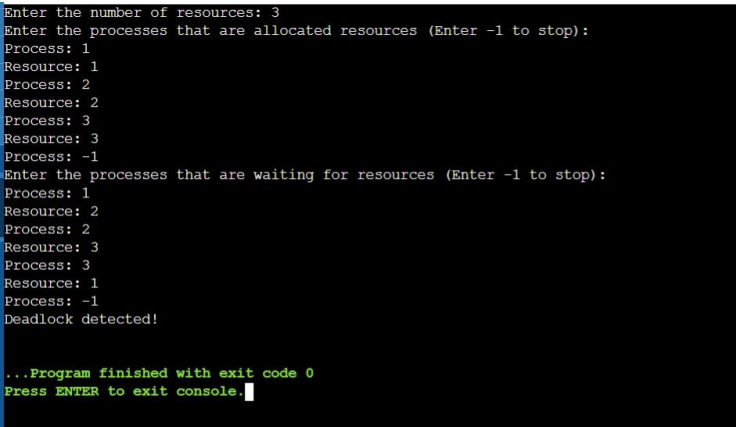 Enter the number of resources: 3
Enter the processes that are allocated resources (Enter -1 to stop):
Process: 1
Resource: 1
Process: 2
Resource: 2
Process: 3
Resource: 3
Process: -1
Enter the processes that are waiting for resources (Enter -1 to stop):
Process: 1
Resource: 2
Process: 2
Resource: 3
Process: 3
Resource: 1
Process: -1
Deadlock detected!
...Program finished with exit code 0
Press ENTER to exit console.